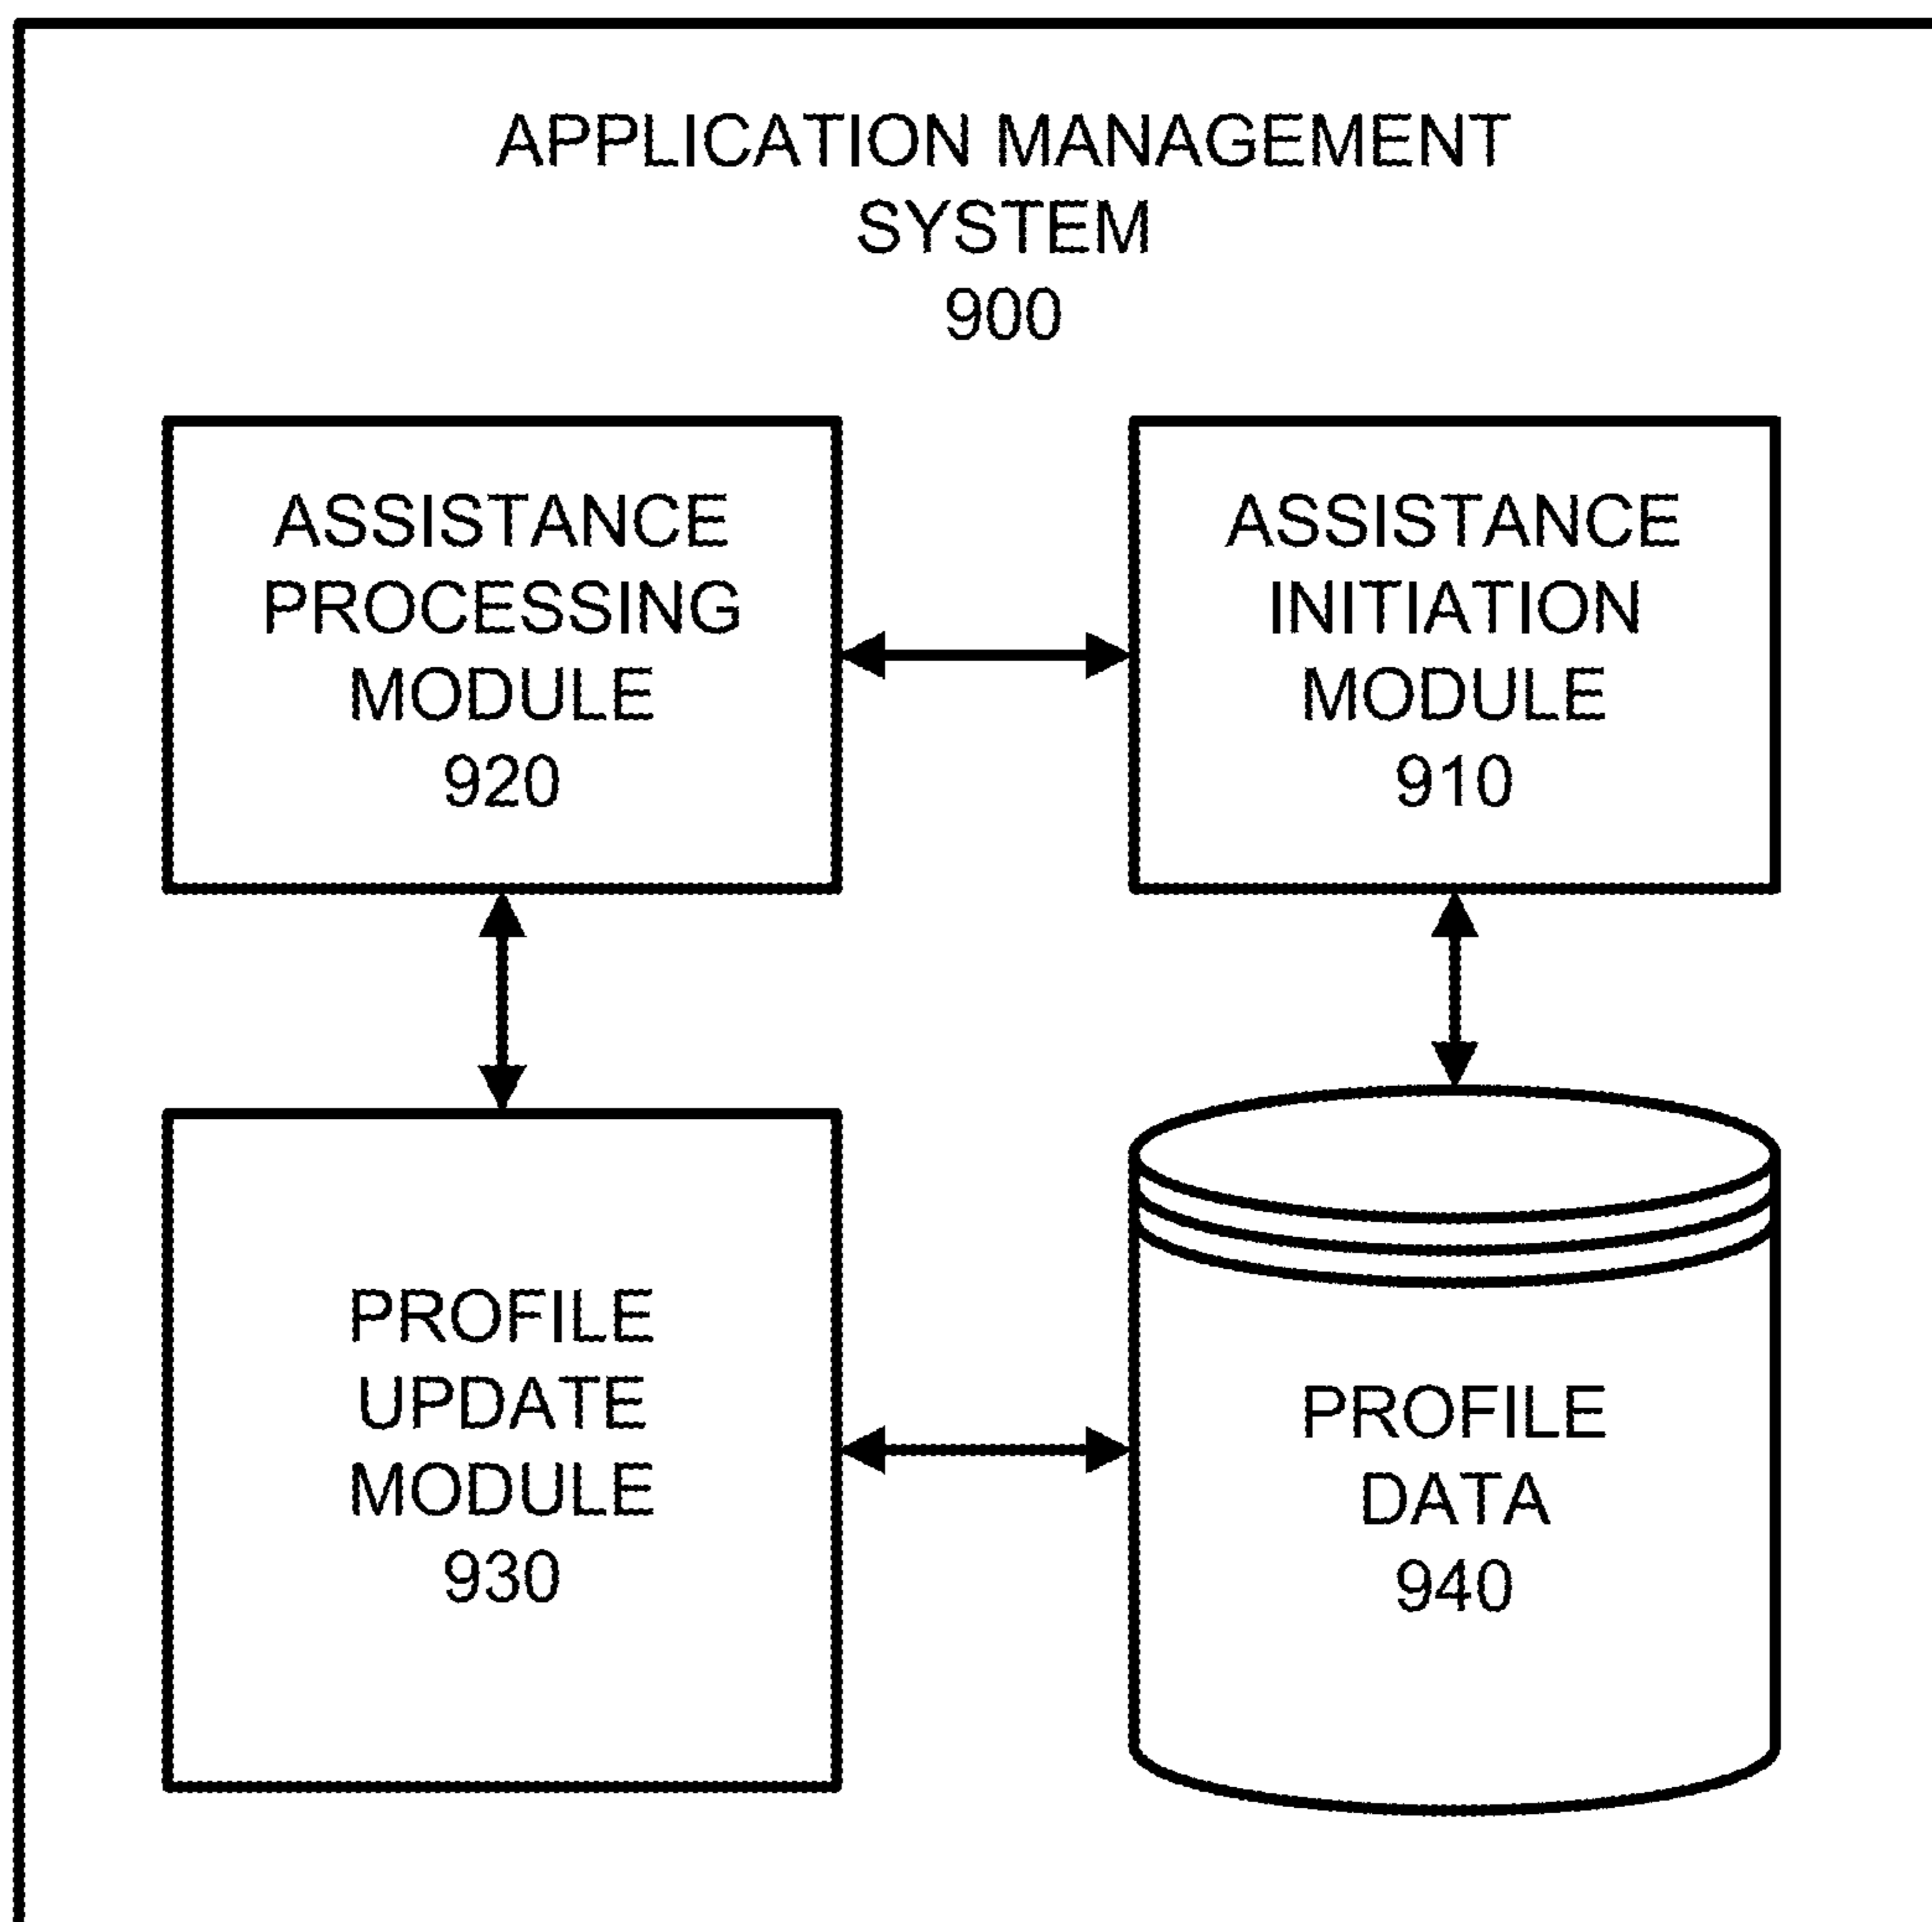 APPLICATION MANAGEMENT
SYSTEM
900
ASSISTANCE
PROCESSING
MODULE
920
ASSISTANCE
INITIATION
MODULE
910
PROFILE
UPDATE
MODULE
930
PROFILE
DATA
940